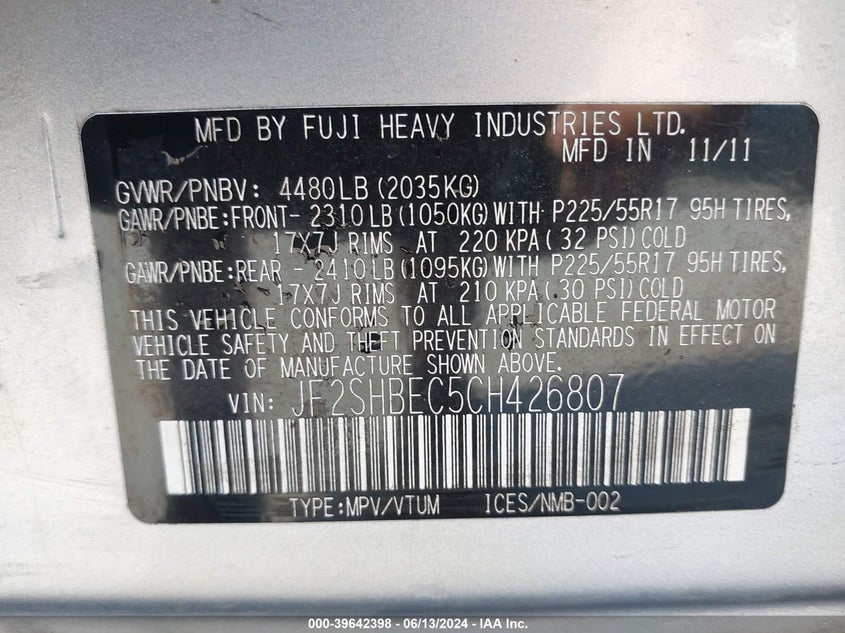 MFD BY FUJI HEAVY INDUSTRIES LTD.
MFD IN 11/11
GVWR/PNBV: 4480LB(2035KG)
GAWR/PNBE:FRONT- 2310LB(1050KG)WITH P225/55R17 95H TIRES,
17X7J RIMS AT 220 KPA( 32 PSI)COLD
GAWR/PNBE:REAR - 2410LB(1095KG)WITH P225/55R17 95H TIRES,
17X7J RIMS AT 210 KPA( 30 PSI)COLD
THIS VEHICLE CONFORMS TO ALL APPLICABLE FEDERAL MOTOR
VEHICLE SAFETY AND THEFT PREVENTION STANDARDS IN EFFECT ON
THE DATE OF MANUFACTURE SHOWN ABOVE.
VIN: JF2SHBEC5CH426807
TYPE:MPV/VTUM ICES/NMB-002
000-39642398 - 06/13/2024 - IAA Inc.